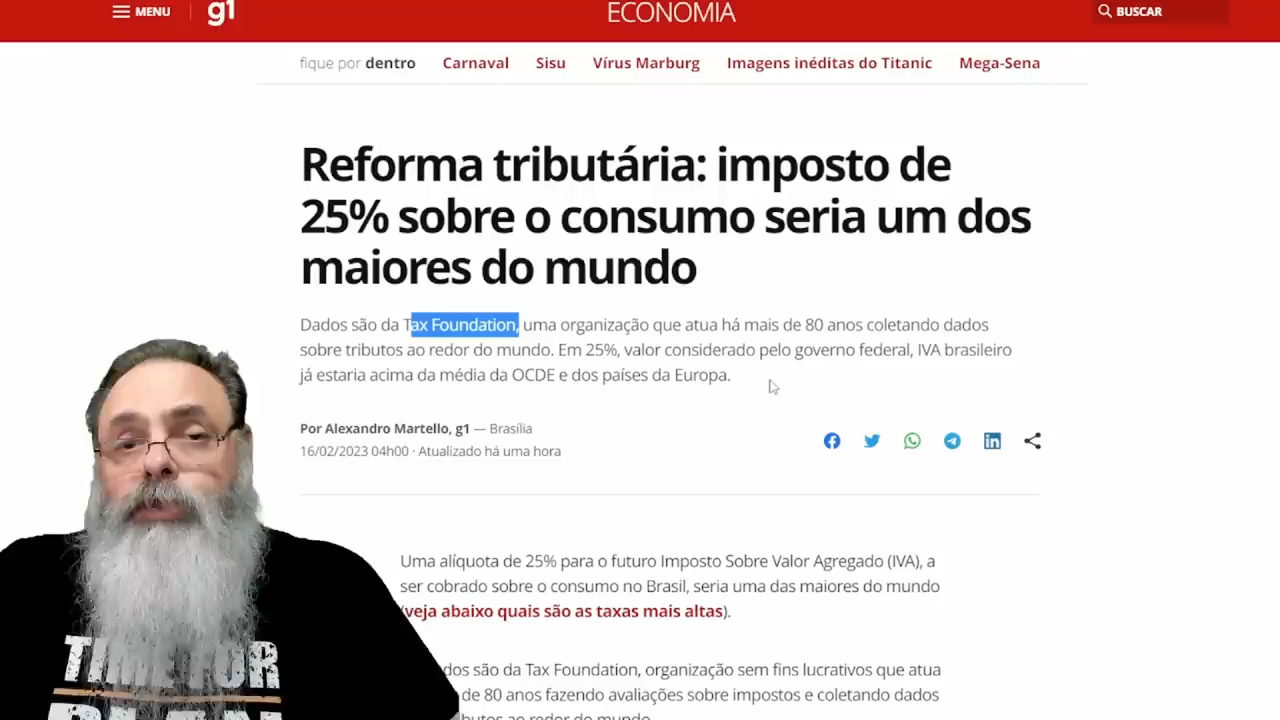 MENU
g1
ECONOMIA
BUSCAR
fique por dentro
Carnaval
Sisu
Vírus Marburg
Imagens inéditas do Titanic
Mega-Sena
Reforma tributária: imposto de
25% sobre o consumo seria um dos
maiores do mundo
Dados são da Tax Foundation, uma organização que atua há mais de 80 anos coletando dados
sobre tributos ao redor do mundo. Em 25%, valor considerado pelo governo federal, IVA brasileiro
já estaria acima da média da OCDE e dos países da Europa.
Por Alexandro Martello, g1 — Brasília
16/02/2023 04h00 · Atualizado há uma hora
Uma alíquota de 25% para o futuro Imposto Sobre Valor Agregado (IVA), a
ser cobrado sobre o consumo no Brasil, seria uma das maiores do mundo
(veja abaixo quais são as taxas mais altas).
são da Tax Foundation, organização sem fins lucrativos que atua
de 80 anos fazendo avaliações sobre impostos e coletando dados
ao redor do mundo.
TIME FOR
PLAN